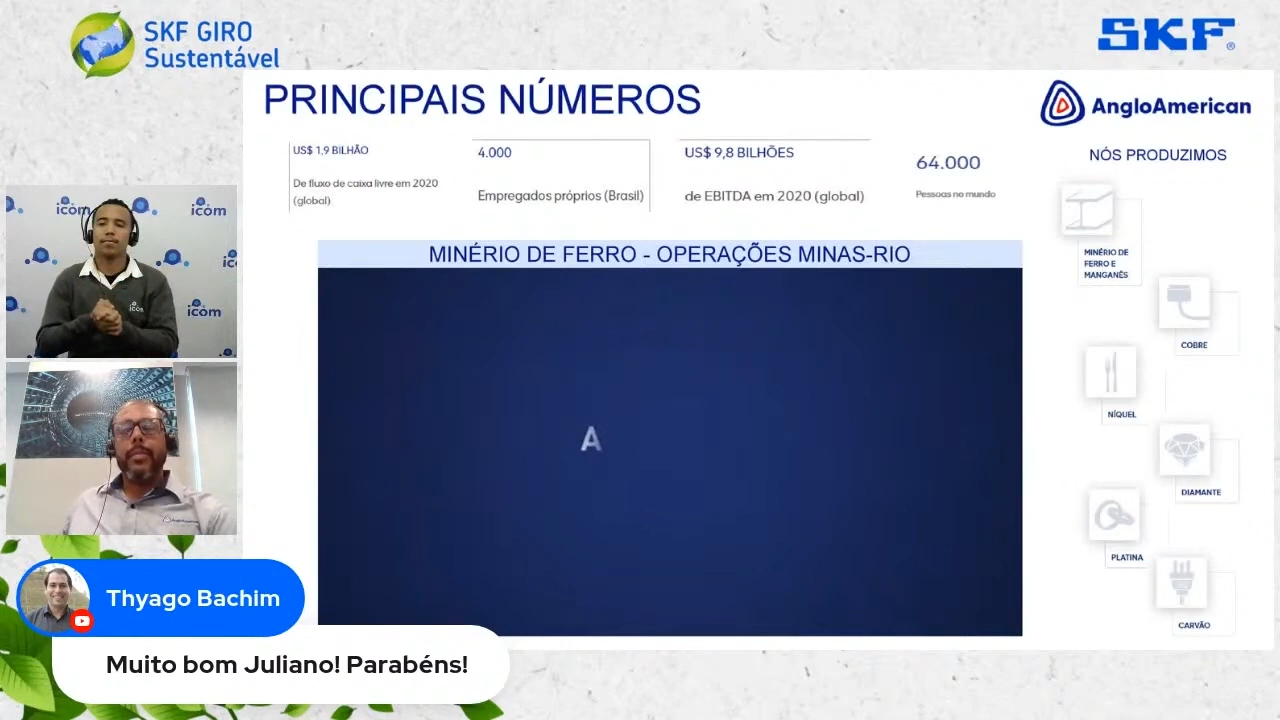 SKF GIRO
Sustentável
SKF®
PRINCIPAIS NÚMEROS
AngloAmerican
US$ 1,9 BILHÃO
De fluxo de caixa livre em 2020
(global)
4.000
Empregados próprios (Brasil)
US$ 9,8 BILHÕES
de EBITDA em 2020 (global)
64.000
Pessoas no mundo
NÓS PRODUZIMOS
MINÉRIO DE
FERRO E
MANGANÊS
COBRE
NÍQUEL
DIAMANTE
PLATINA
CARVÃO
MINÉRIO DE FERRO - OPERAÇÕES MINAS-RIO
A
icom
icom
icom
icom
AngloAmerican
Thyago Bachim
Muito bom Juliano! Parabéns!